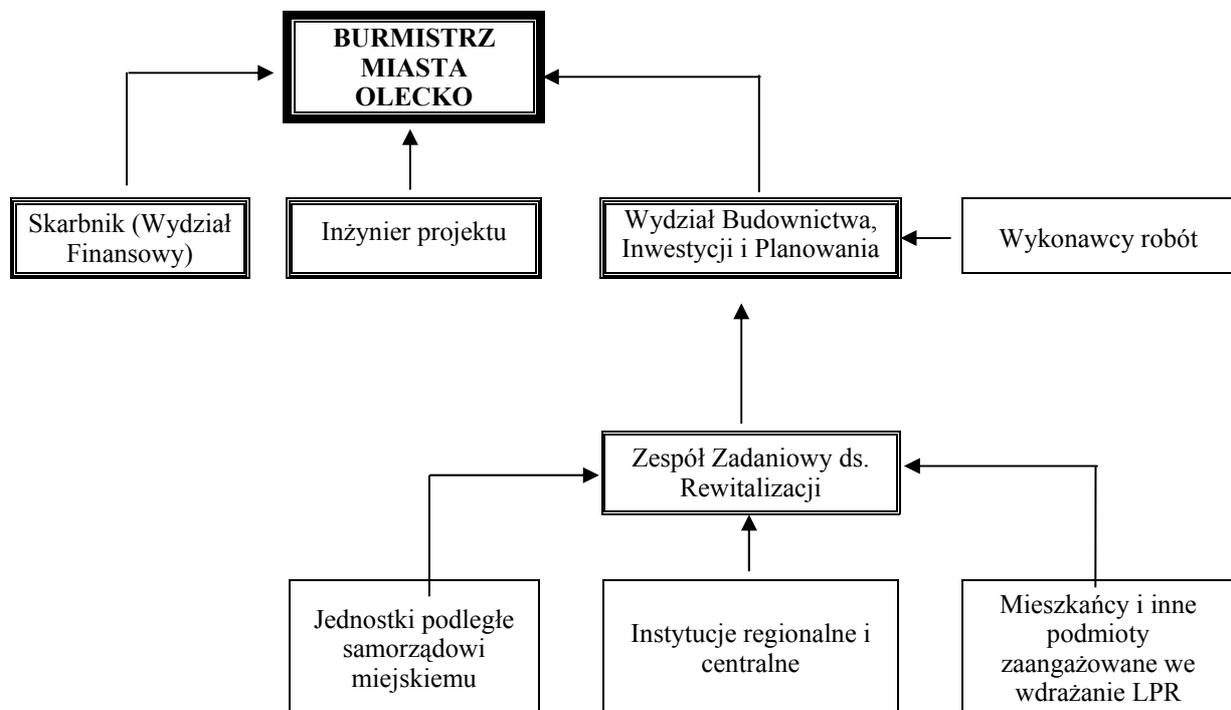 BURMISTRZ
MIASTA
OLECKO
Skarbnik (Wydział
Finansowy)
Inżynier projektu
Wydział Budownictwa,
Inwestycji i Planowania
Wykonawcy robót
Zespół Zadaniowy ds.
Rewitalizacji
Jednostki podległe
samorządowi
miejskiemu
Instytucje regionalne i
centralne
Mieszkańcy i inne
podmioty
zaangażowane we
wdrażanie LPR